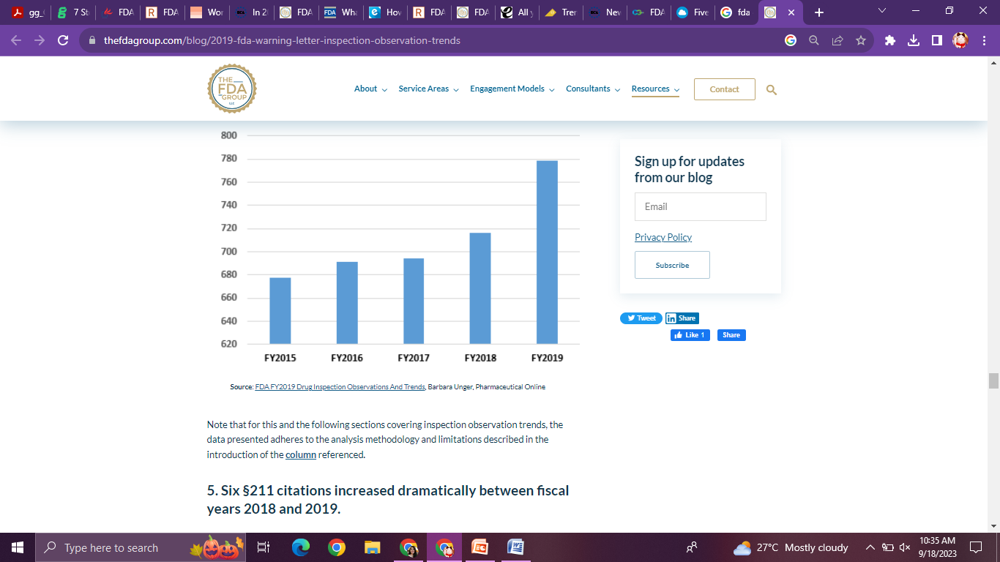 gg_
7 St
FDA
FDA
Wor
In 2
FDA
FDA Wha
How
FDA
FDA
All y
Tren
New
FDA
Five
fda
thefdagroup.com/blog/2019-fda-warning-letter-inspection-observation-trends
THE FDA GROUP LLC
About
Service Areas
Engagement Models
Consultants
Resources
Contact
800
780
760
740
720
700
680
660
640
620
FY2015 FY2016 FY2017 FY2018 FY2019
Source: FDA FY2019 Drug Inspection Observations And Trends, Barbara Unger, Pharmaceutical Online
Note that for this and the following sections covering inspection observation trends, the
data presented adheres to the analysis methodology and limitations described in the
introduction of the column referenced.
5. Six §211 citations increased dramatically between fiscal
years 2018 and 2019.
Sign up for updates
from our blog
Email
Privacy Policy
Subscribe
Tweet
in Share
Like 1
Share
Type here to search
27°C Mostly cloudy
10:35 AM
9/18/2023